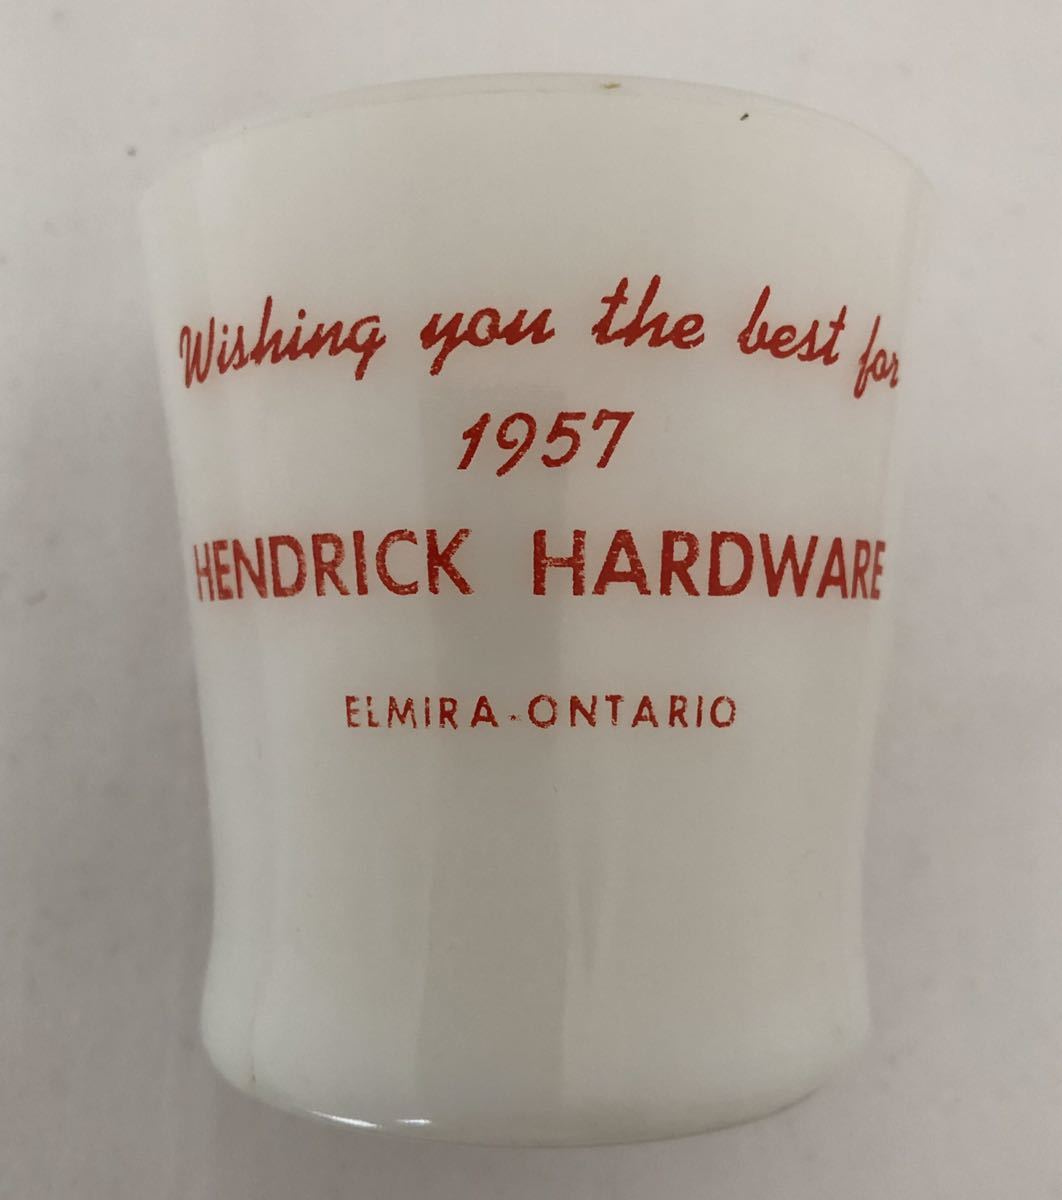 Wishing you the best for
1957
HENDRICK HARDWARE
ELMIRA-ONTARIO